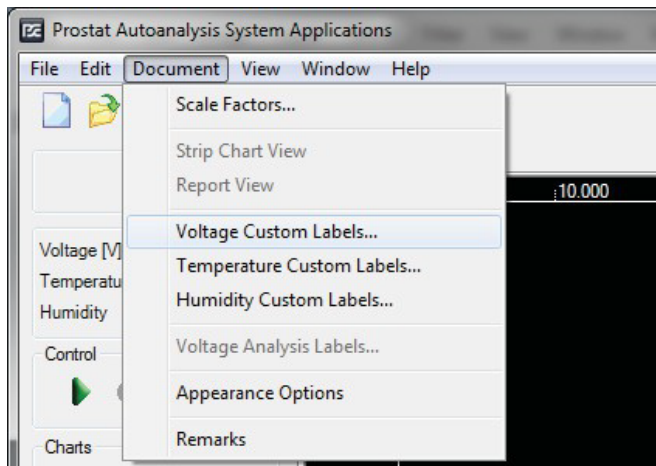 Prostat Autoanalysis System Applications
File Edit Document View Window Help
Scale Factors...
Strip Chart View
Report View
10.000
Voltage Custom Labels...
Voltage [V]
Temperature Custom Labels...
Temperatu
Humidity Custom Labels...
Humidity
Voltage Analysis Labels...
Control
Appearance Options
Remarks
Charts